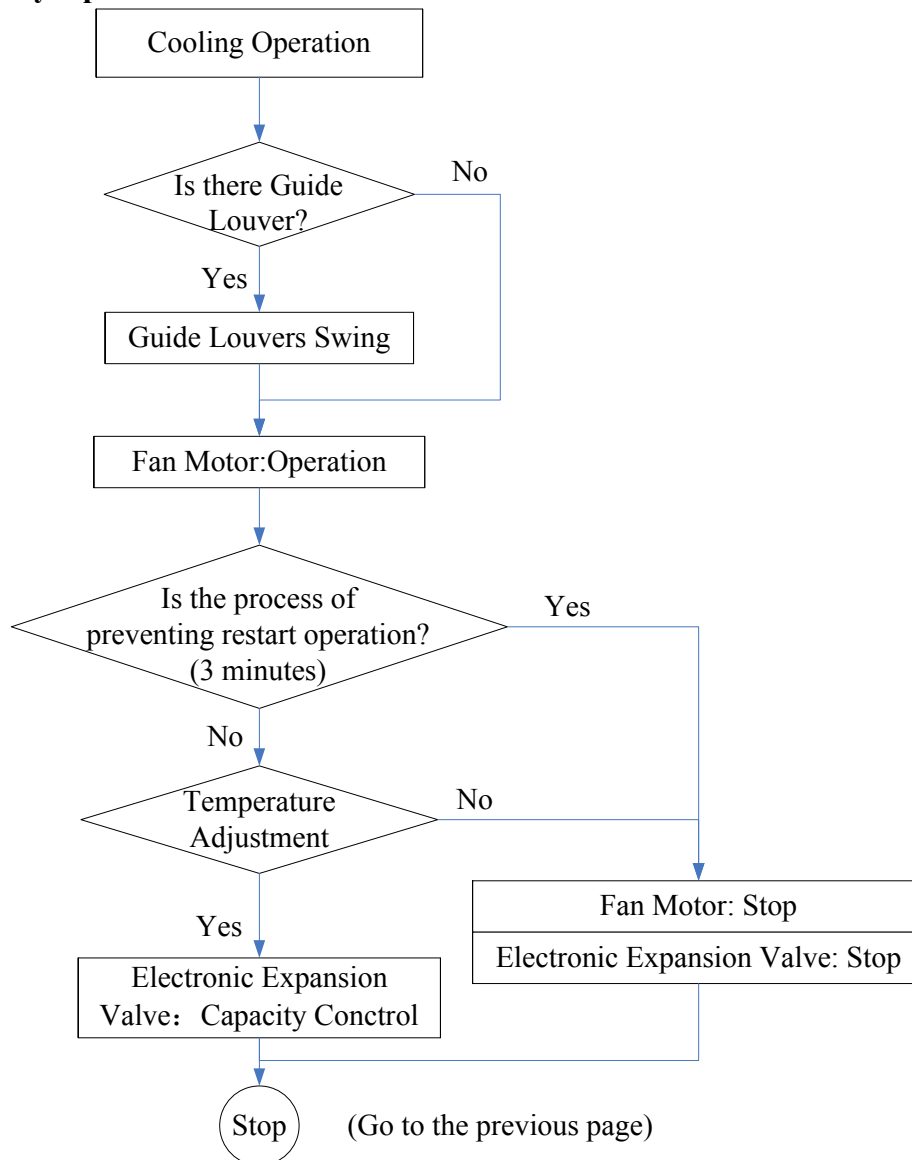 Cooling Operation
Is there Guide
Louver?
No
Yes
Guide Louvers Swing
Fan Motor:Operation
Is the process of
preventing restart operation?
(3 minutes)
Yes
No
Temperature
Adjustment
No
Yes
Fan Motor: Stop
Electronic Expansion Valve: Stop
Electronic Expansion
Valve：Capacity Conctrol
Stop
(Go to the previous page)